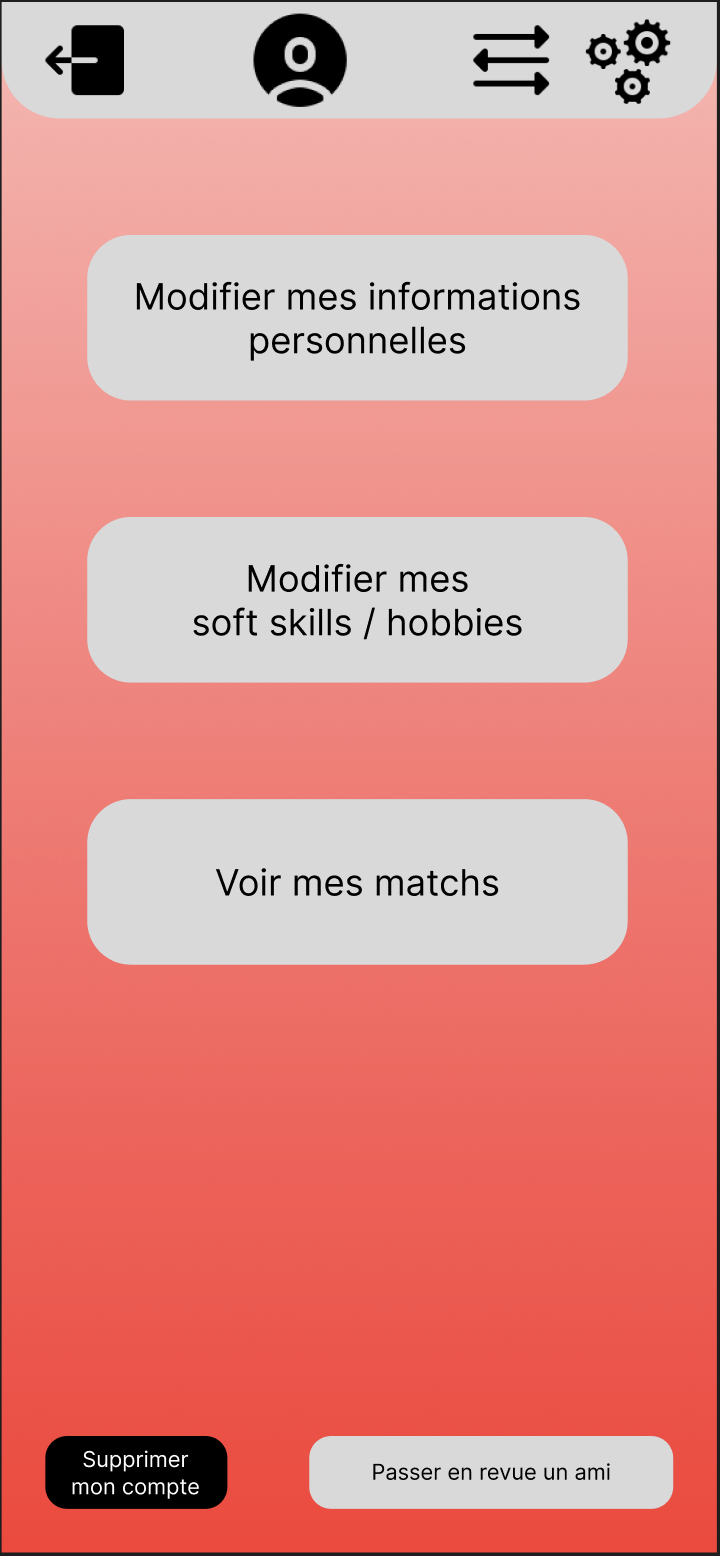 Modifier mes informations
personnelles
Modifier mes
soft skills / hobbies
Voir mes matchs
Supprimer
mon compte
Passer en revue un ami